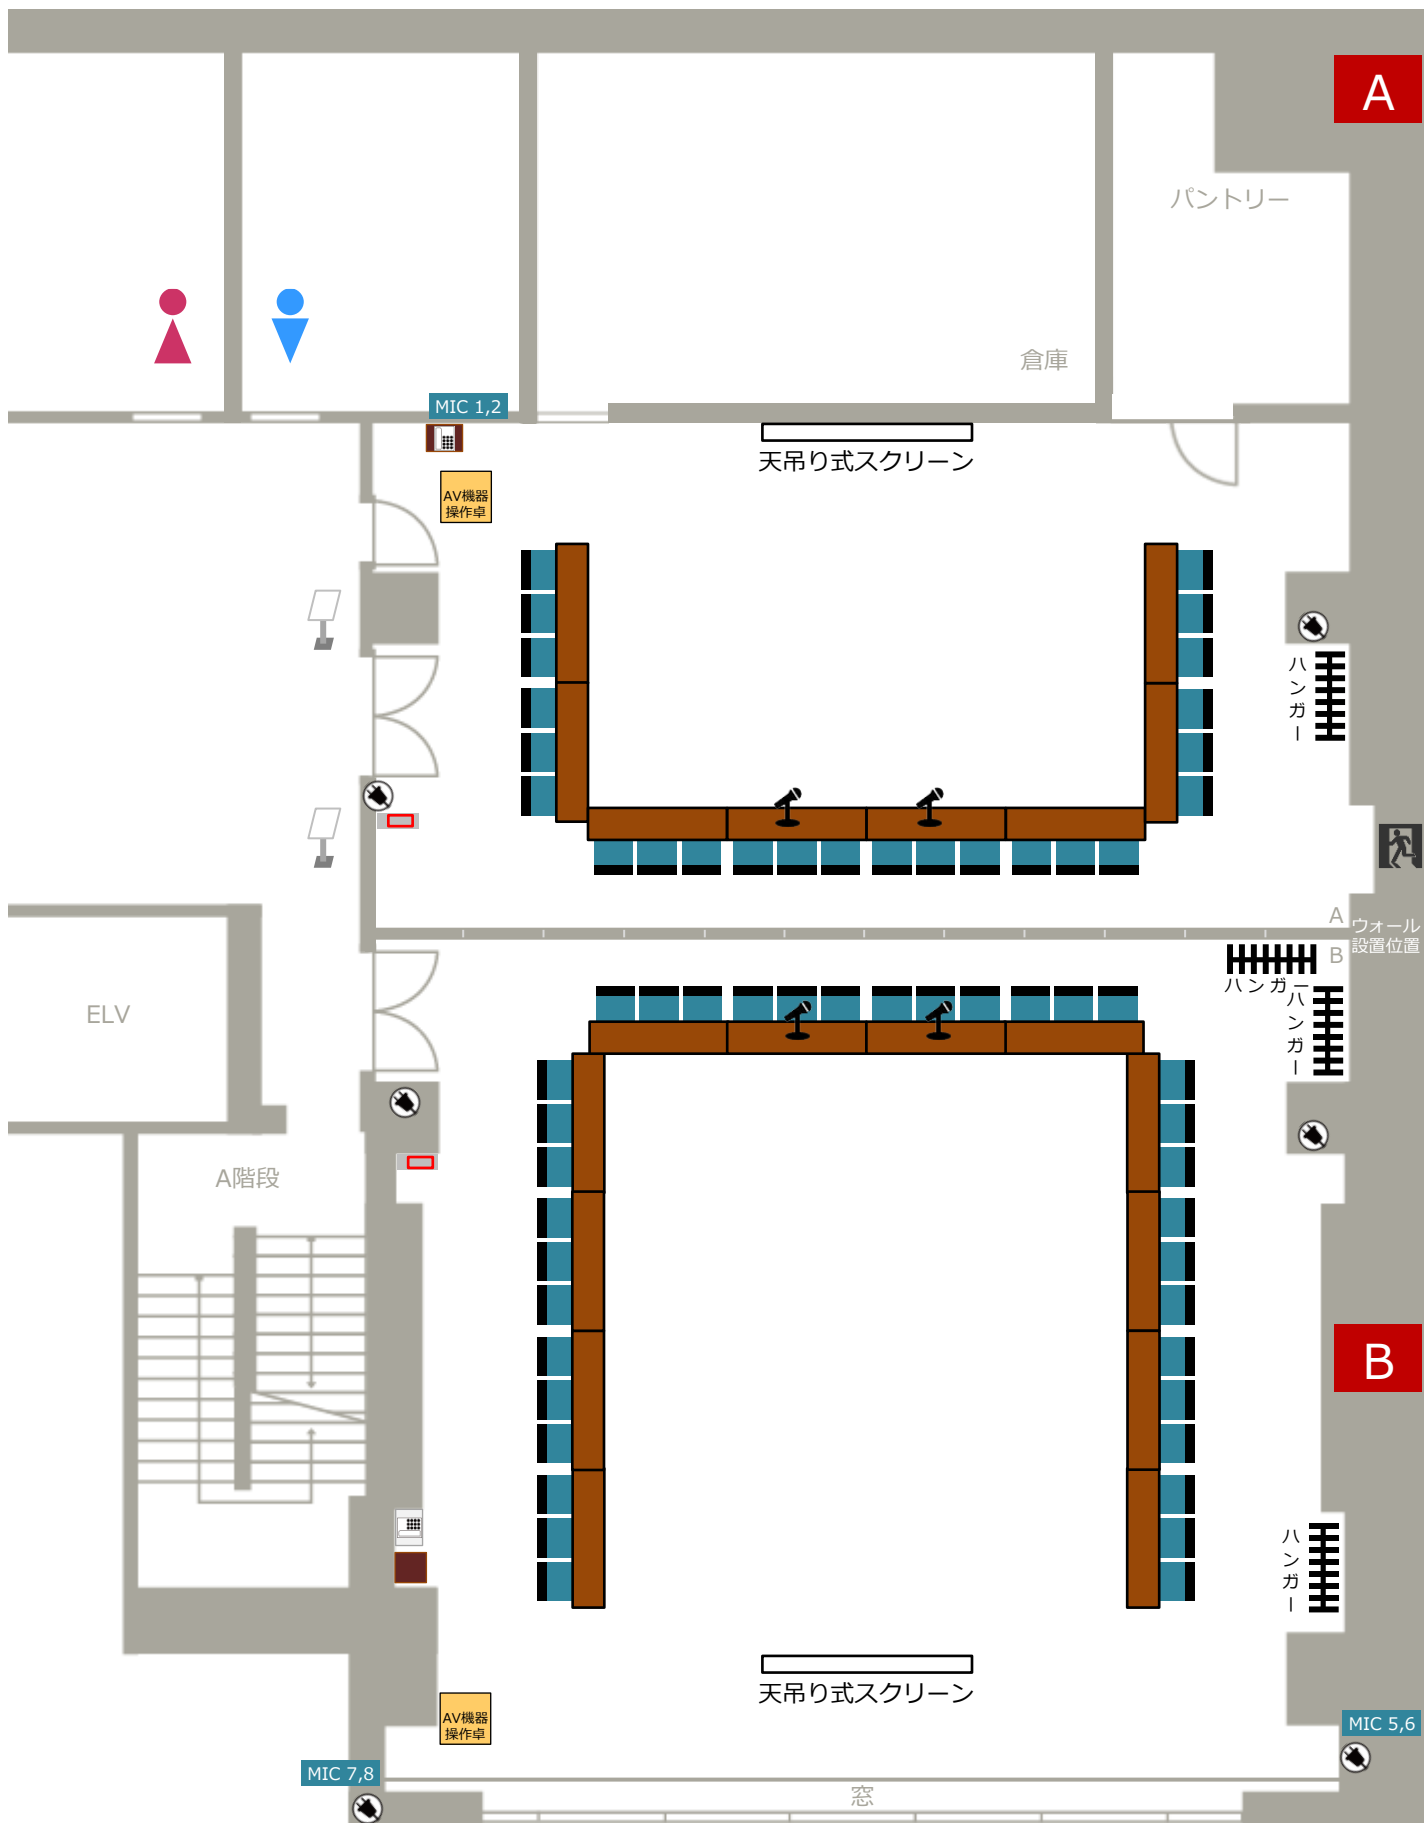 A
パントリー
倉庫
MIC 1,2
天吊り式スクリーン
AV機器
操作卓
ハンガー
A
ウォール
設置位置
B
ハンガー
ハンガー
ELV
A階段
B
ハンガー
天吊り式スクリーン
AV機器
操作卓
MIC 5,6
MIC 7,8
窓